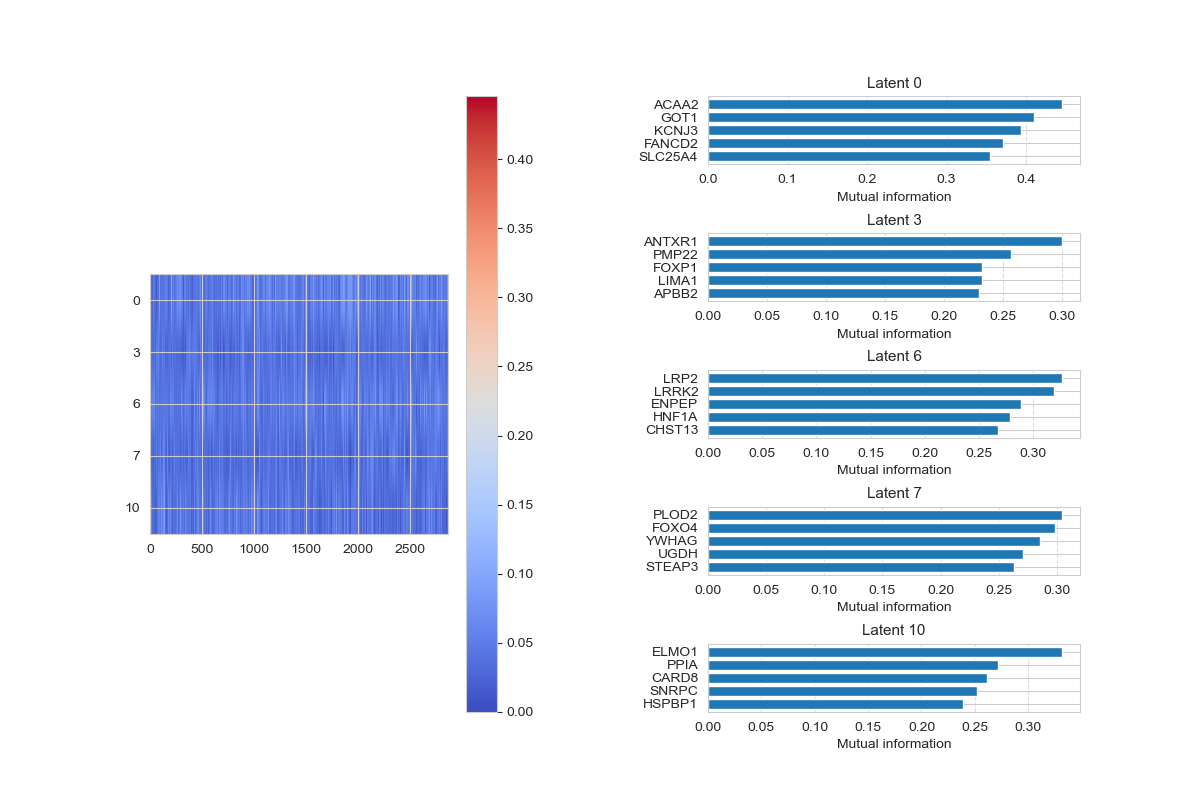 0
3
6
7
10
0 500 1000 1500 2000 2500
0.40
0.35
0.30
0.25
0.20
0.15
0.10
0.05
0.00
Latent 0
ACAA2
GOT1
KCNJ3
FANCD2
SLC25A4
0.0 0.1 0.2 0.3 0.4
Mutual information
Latent 3
ANTXR1
PMP22
FOXP1
LIMA1
APBB2
0.00 0.05 0.10 0.15 0.20 0.25 0.30
Mutual information
Latent 6
LRP2
LRRK2
ENPEP
HNF1A
CHST13
0.00 0.05 0.10 0.15 0.20 0.25 0.30
Mutual information
Latent 7
PLOD2
FOXO4
YWHAG
UGDH
STEAP3
0.00 0.05 0.10 0.15 0.20 0.25 0.30
Mutual information
Latent 10
ELMO1
PPIA
CARD8
SNRPC
HSPBP1
0.00 0.05 0.10 0.15 0.20 0.25 0.30
Mutual information